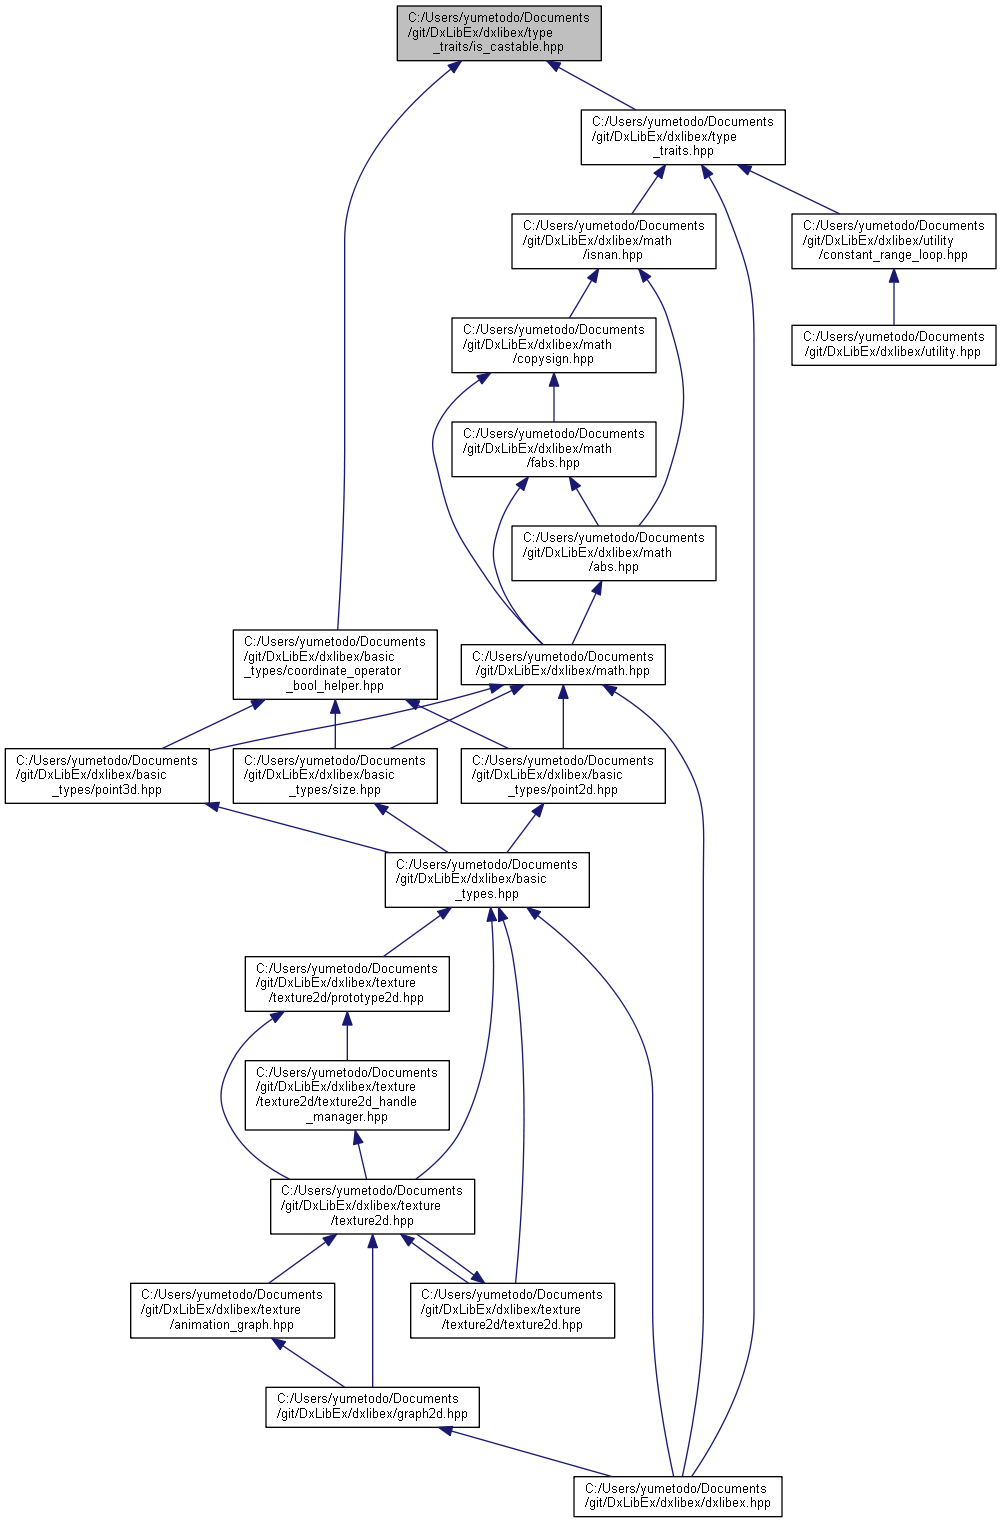 C:/Users/yumetodo/Documents
/git/DxLibEx/dxlibex/type
_traits/is_castable.hpp
C:/Users/yumetodo/Documents
/git/DxLibEx/dxlibex/type
_traits.hpp
C:/Users/yumetodo/Documents
/git/DxLibEx/dxlibex/math
/isnan.hpp
C:/Users/yumetodo/Documents
/git/DxLibEx/dxlibex/utility
/constant_range_loop.hpp
C:/Users/yumetodo/Documents
/git/DxLibEx/dxlibex/math
/copysign.hpp
C:/Users/yumetodo/Documents
/git/DxLibEx/dxlibex/utility.hpp
C:/Users/yumetodo/Documents
/git/DxLibEx/dxlibex/math
/fabs.hpp
C:/Users/yumetodo/Documents
/git/DxLibEx/dxlibex/math
/abs.hpp
C:/Users/yumetodo/Documents
/git/DxLibEx/dxlibex/basic
_types/coordinate_operator
_bool_helper.hpp
C:/Users/yumetodo/Documents
/git/DxLibEx/dxlibex/math.hpp
C:/Users/yumetodo/Documents
/git/DxLibEx/dxlibex/basic
_types/point3d.hpp
C:/Users/yumetodo/Documents
/git/DxLibEx/dxlibex/basic
_types/size.hpp
C:/Users/yumetodo/Documents
/git/DxLibEx/dxlibex/basic
_types/point2d.hpp
C:/Users/yumetodo/Documents
/git/DxLibEx/dxlibex/basic
_types.hpp
C:/Users/yumetodo/Documents
/git/DxLibEx/dxlibex/texture
/texture2d/prototype2d.hpp
C:/Users/yumetodo/Documents
/git/DxLibEx/dxlibex/texture
/texture2d/texture2d_handle
_manager.hpp
C:/Users/yumetodo/Documents
/git/DxLibEx/dxlibex/texture
/texture2d.hpp
C:/Users/yumetodo/Documents
/git/DxLibEx/dxlibex/texture
/animation_graph.hpp
C:/Users/yumetodo/Documents
/git/DxLibEx/dxlibex/texture
/texture2d/texture2d.hpp
C:/Users/yumetodo/Documents
/git/DxLibEx/dxlibex/graph2d.hpp
C:/Users/yumetodo/Documents
/git/DxLibEx/dxlibex/dxlibex.hpp